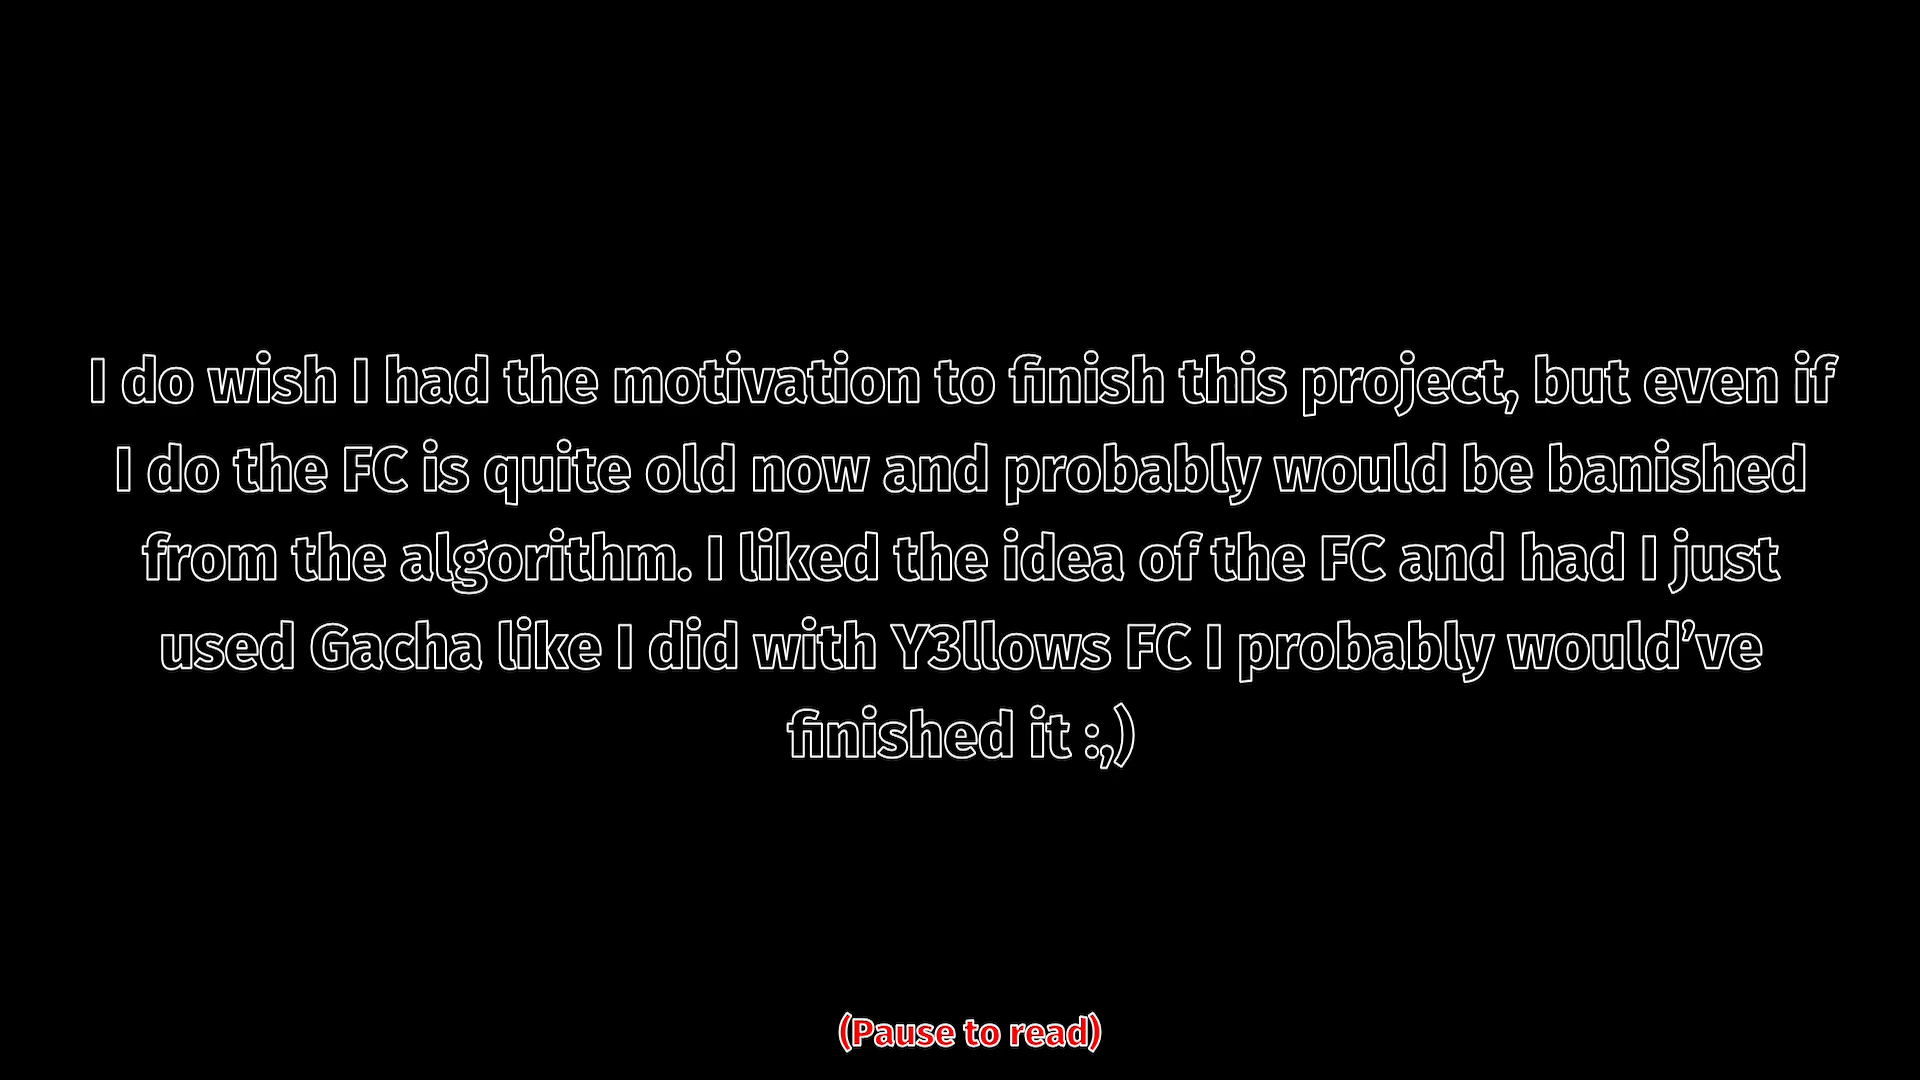 I do wish I had the motivation to finish this project, but even if
I do the FC is quite old now and probably would be banished
from the algorithm. I liked the idea of the FC and had I just
used Gacha like I did with Y3llows FC I probably would’ve
finished it :,)
(Pause to read)